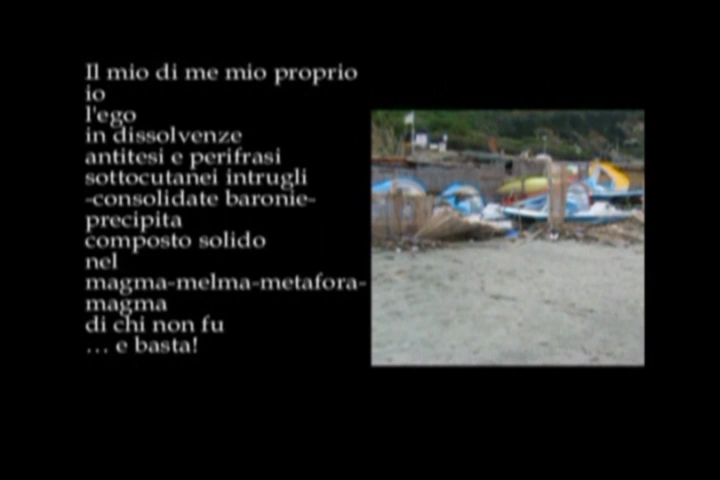 Il mio di me mio proprio
io
l'ego
in dissolvenze
antitesi e perifrasi
sottocutanei intrugli
-consolidate baronie-
precipita
composto solido
nel
magma-melma-metafora-
magma
di chi non fu
... e basta!